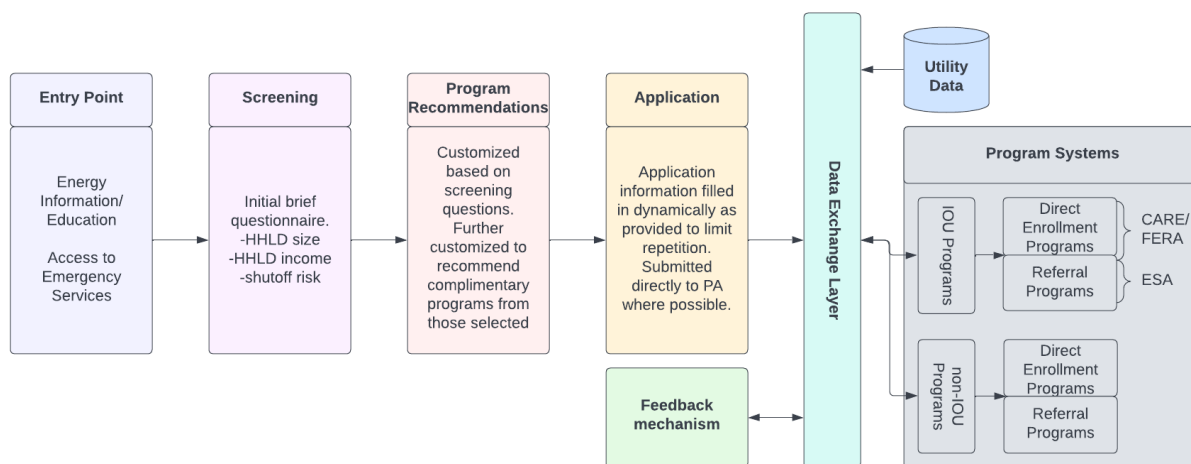 Entry Point
Energy
Information/
Education
Access to
Emergency
Services
Screening
Initial brief
questionnaire.
-HHLD size
-HHLD income
-shutoff risk
Program
Recommendations
Customized
based on
screening
questions.
Further
customized to
recommend
complimentary
programs from
those selected
Application
Application
information filled
in dynamically as
provided to limit
repetition.
Submitted
directly to PA
where possible.
Feedback
mechanism
Data Exchange Layer
Utility
Data
Program Systems
IOU Programs
Direct
Enrollment
Programs
Referral
Programs
CARE/
FERA
ESA
non-IOU
Programs
Direct
Enrollment
Programs
Referral
Programs